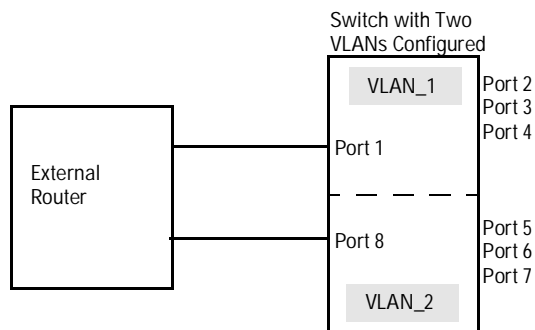 Switch with Two
VLANs Configured
VLAN_1
Port 2
Port 3
Port 4
Port 1
External
Router
Port 8
Port 5
Port 6
Port 7
VLAN_2